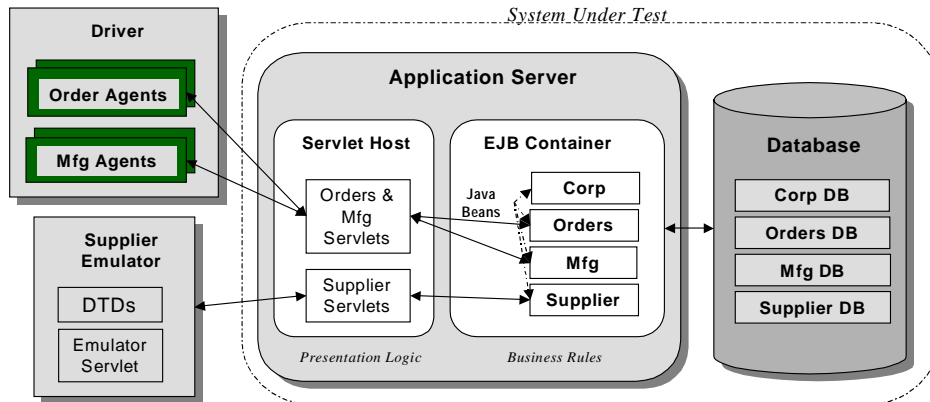 System Under Test
Driver
Order Agents
Mfg Agents
Supplier
Emulator
DTDs
Emulator
Servlet
Application Server
Servlet Host
Orders &
Mfg
Servlets
Supplier
Servlets
Presentation Logic
EJB Container
Java
Beans
Corp
Orders
Mfg
Supplier
Business Rules
Database
Corp DB
Orders DB
Mfg DB
Supplier DB